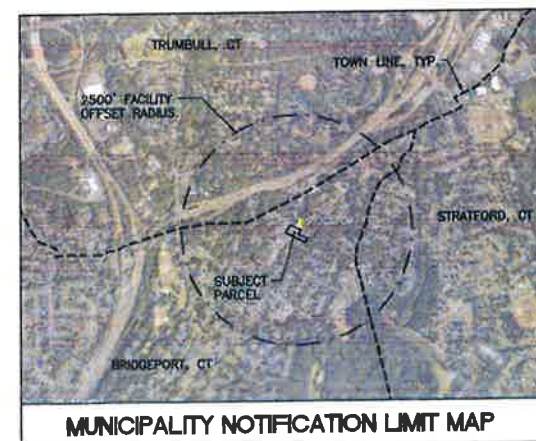 TRUMBULL, CT
TOWN LINE, TYP.
2500' FACILITY
OFFSET RADIUS.
STRATFORD, CT
SUBJECT
PARCEL
BRIDGEPORT, CT
MUNICIPALITY NOTIFICATION LIMIT MAP